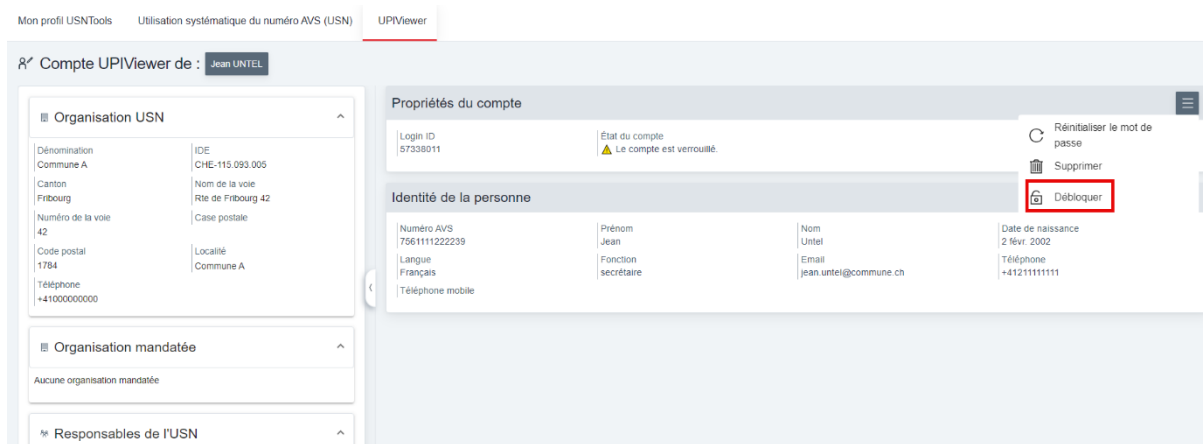 Mon profil USNTools Utilisation systématique du numéro AVS (USN) UPIViewer
Compte UPIViewer de : Jean UNTEL
Organisation USN
Dénomination IDE
Commune A CHE-115.093.005
Canton Nom de la voie
Fribourg Rte de Fribourg 42
Numéro de la voie Case postale
42
Code postal Localité
1784 Commune A
Téléphone
+41000000000
Organisation mandatée
Aucune organisation mandatée
Responsables de l'USN
Propriétés du compte
Login ID État du compte
57338011 Le compte est verrouillé.
Réinitialiser le mot de
passe
Supprimer
Débloquer
Identité de la personne
Numéro AVS Prénom Nom Date de naissance
7561111222239 Jean Untel 2 févr. 2002
Langue Fonction Email Téléphone
Français secrétaire jean.untel@commune.ch +41211111111
Téléphone mobile